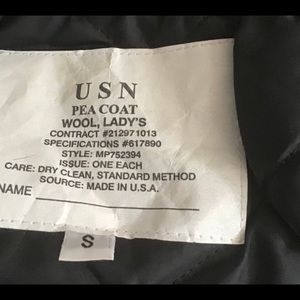 USN
PEA COAT
WOOL, LADY'S
CONTRACT #212971013
SPECIFICATIONS #617890
STYLE: MP752394
ISSUE: ONE EACH
CARE: DRY CLEAN, STANDARD METHOD
SOURCE: MADE IN U.S.A.
NAME
S